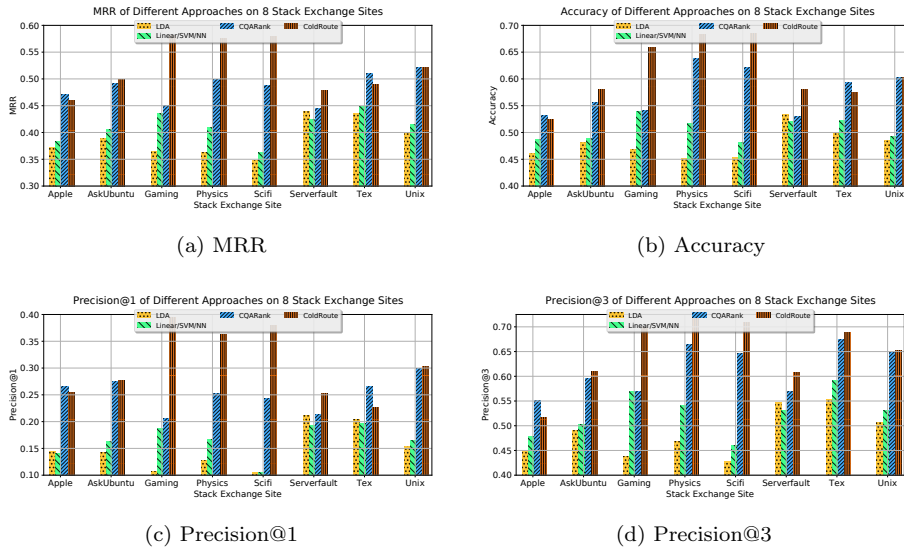 MRR of Different Approaches on 8 Stack Exchange Sites
LDA
Linear/SVM/NN
CQARank
ColdRoute
MRR
0.60
0.55
0.50
0.45
0.40
0.35
0.30
Apple AskUbuntu Gaming Physics Scifi Serverfault Tex Unix
Stack Exchange Site
(a) MRR
Accuracy of Different Approaches on 8 Stack Exchange Sites
LDA
Linear/SVM/NN
CQARank
ColdRoute
Accuracy
0.70
0.65
0.60
0.55
0.50
0.45
0.40
Apple AskUbuntu Gaming Physics Scifi Serverfault Tex Unix
Stack Exchange Site
(b) Accuracy
Precision@1 of Different Approaches on 8 Stack Exchange Sites
LDA
Linear/SVM/NN
CQARank
ColdRoute
Precision@1
0.40
0.35
0.30
0.25
0.20
0.15
0.10
Apple AskUbuntu Gaming Physics Scifi Serverfault Tex Unix
Stack Exchange Site
(c) Precision@1
Precision@3 of Different Approaches on 8 Stack Exchange Sites
LDA
Linear/SVM/NN
CQARank
ColdRoute
Precision@3
0.70
0.65
0.60
0.55
0.50
0.45
0.40
Apple AskUbuntu Gaming Physics Scifi Serverfault Tex Unix
Stack Exchange Site
(d) Precision@3